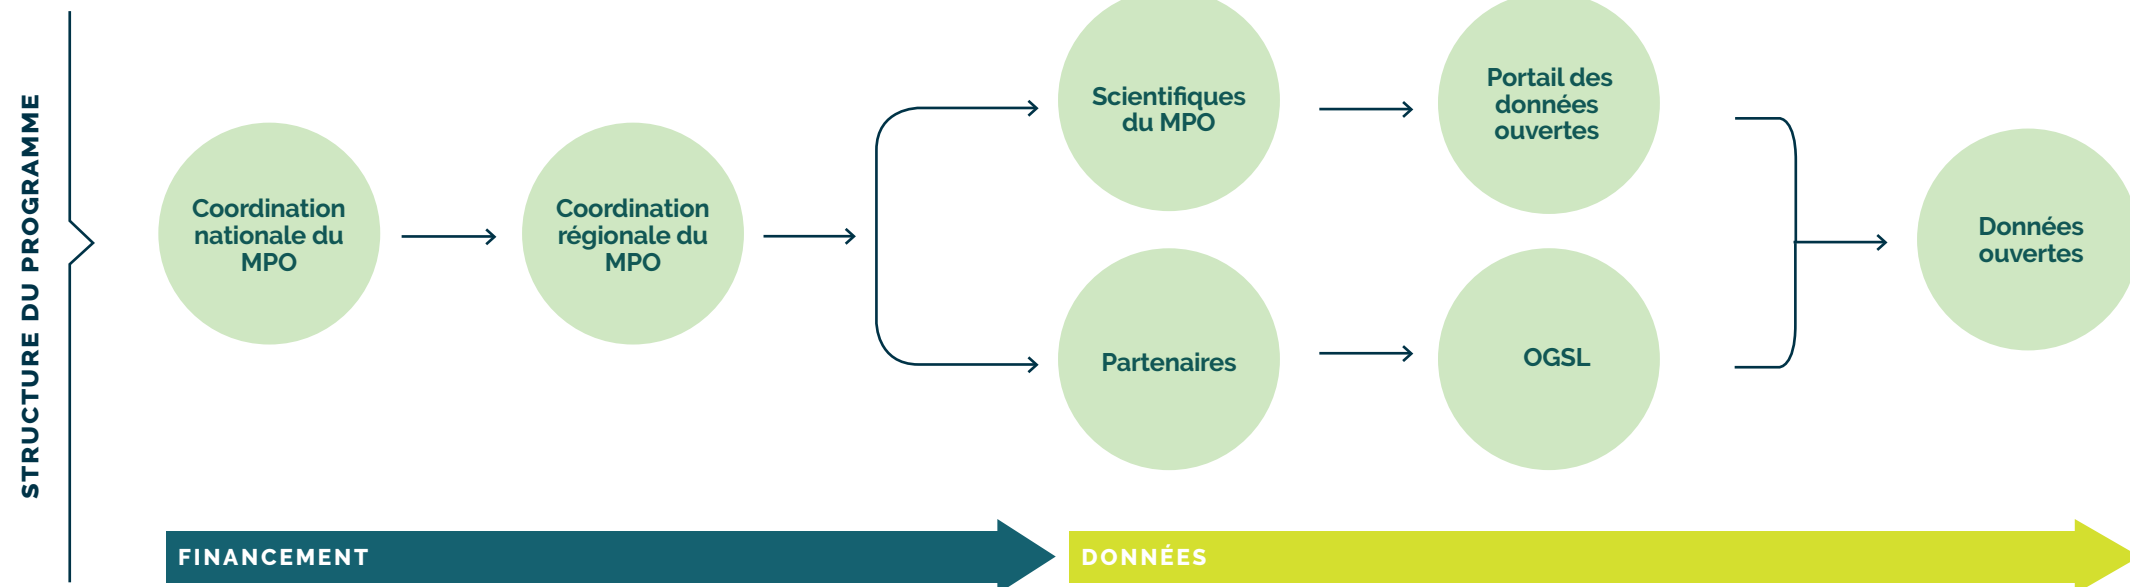 STRUCTURE DU PROGRAMME
Coordination
nationale du
MPO
Coordination
régionale du
MPO
Scientifiques
du MPO
Portail des
données
ouvertes
Partenaires
OGSL
Données
ouvertes
FINANCEMENT
DONNÉES